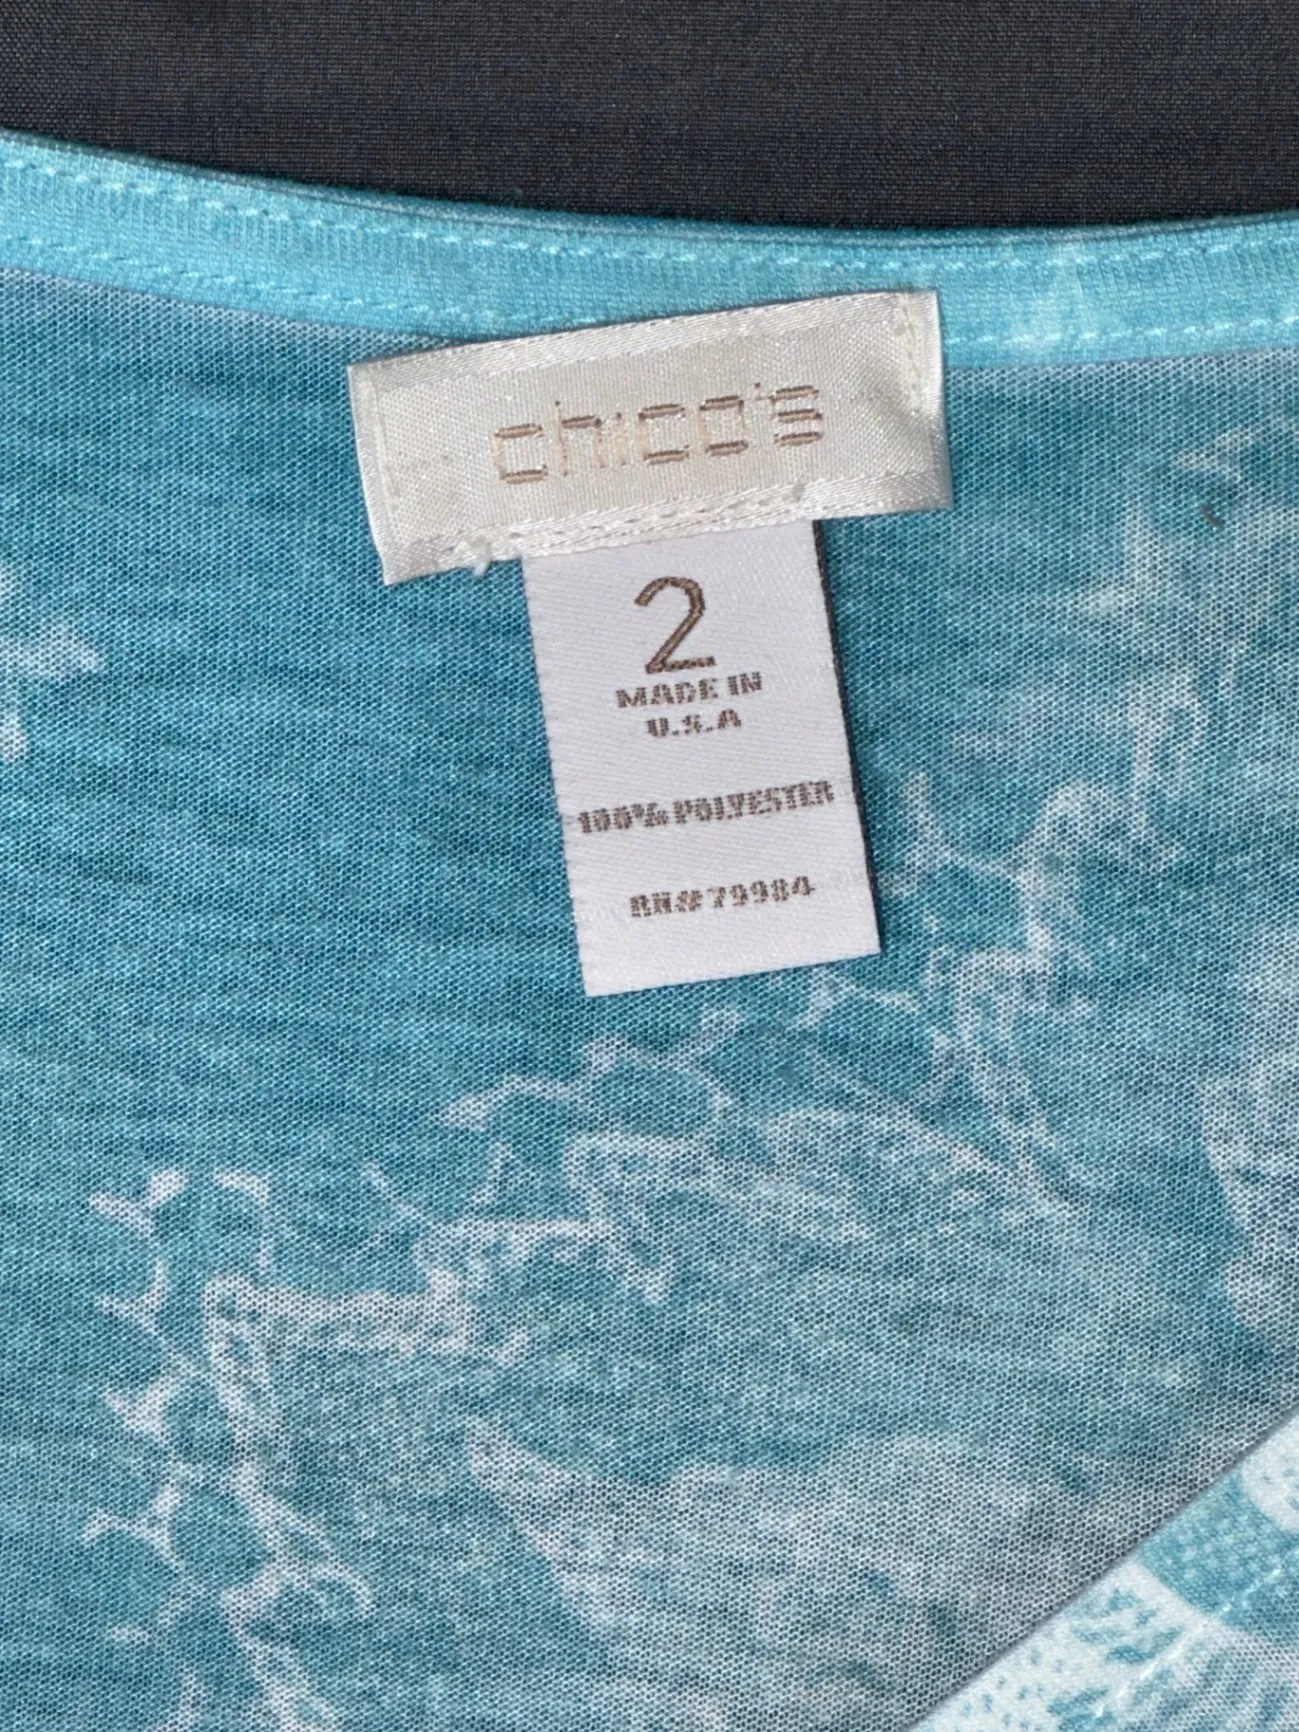 chico's
2
MADE IN
U.S.A
100% POLYESTER
RN#79984